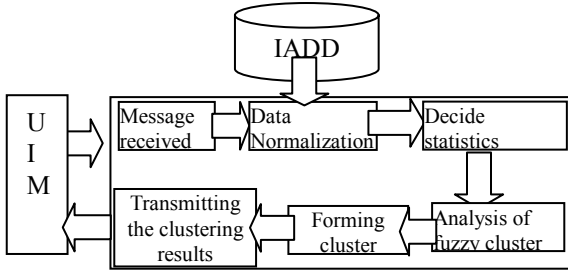 IADD
U
I
M
Message
received
Data
Normalization
Decide
statistics
Transmitting
the clustering
results
Forming
cluster
Analysis of
fuzzy cluster